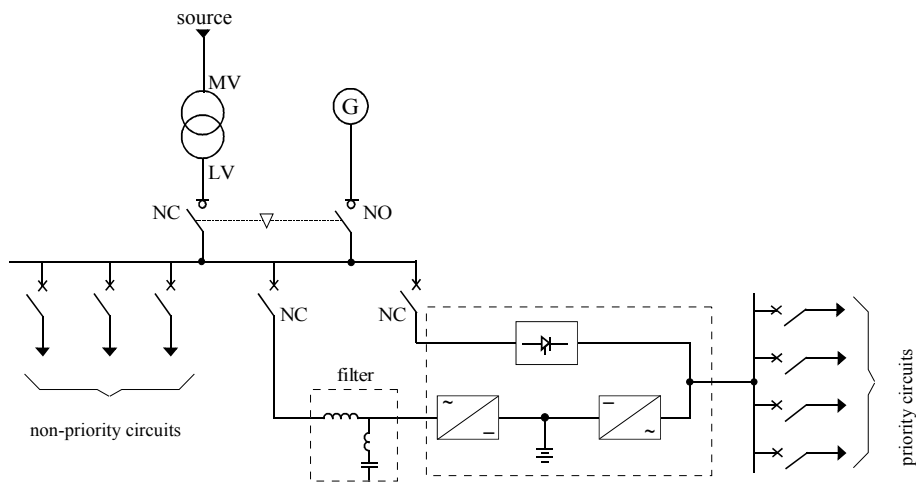 source
MV
G
LV
NC
NO
NC
NC
filter
~
–
–
~
non-priority circuits
priority circuits